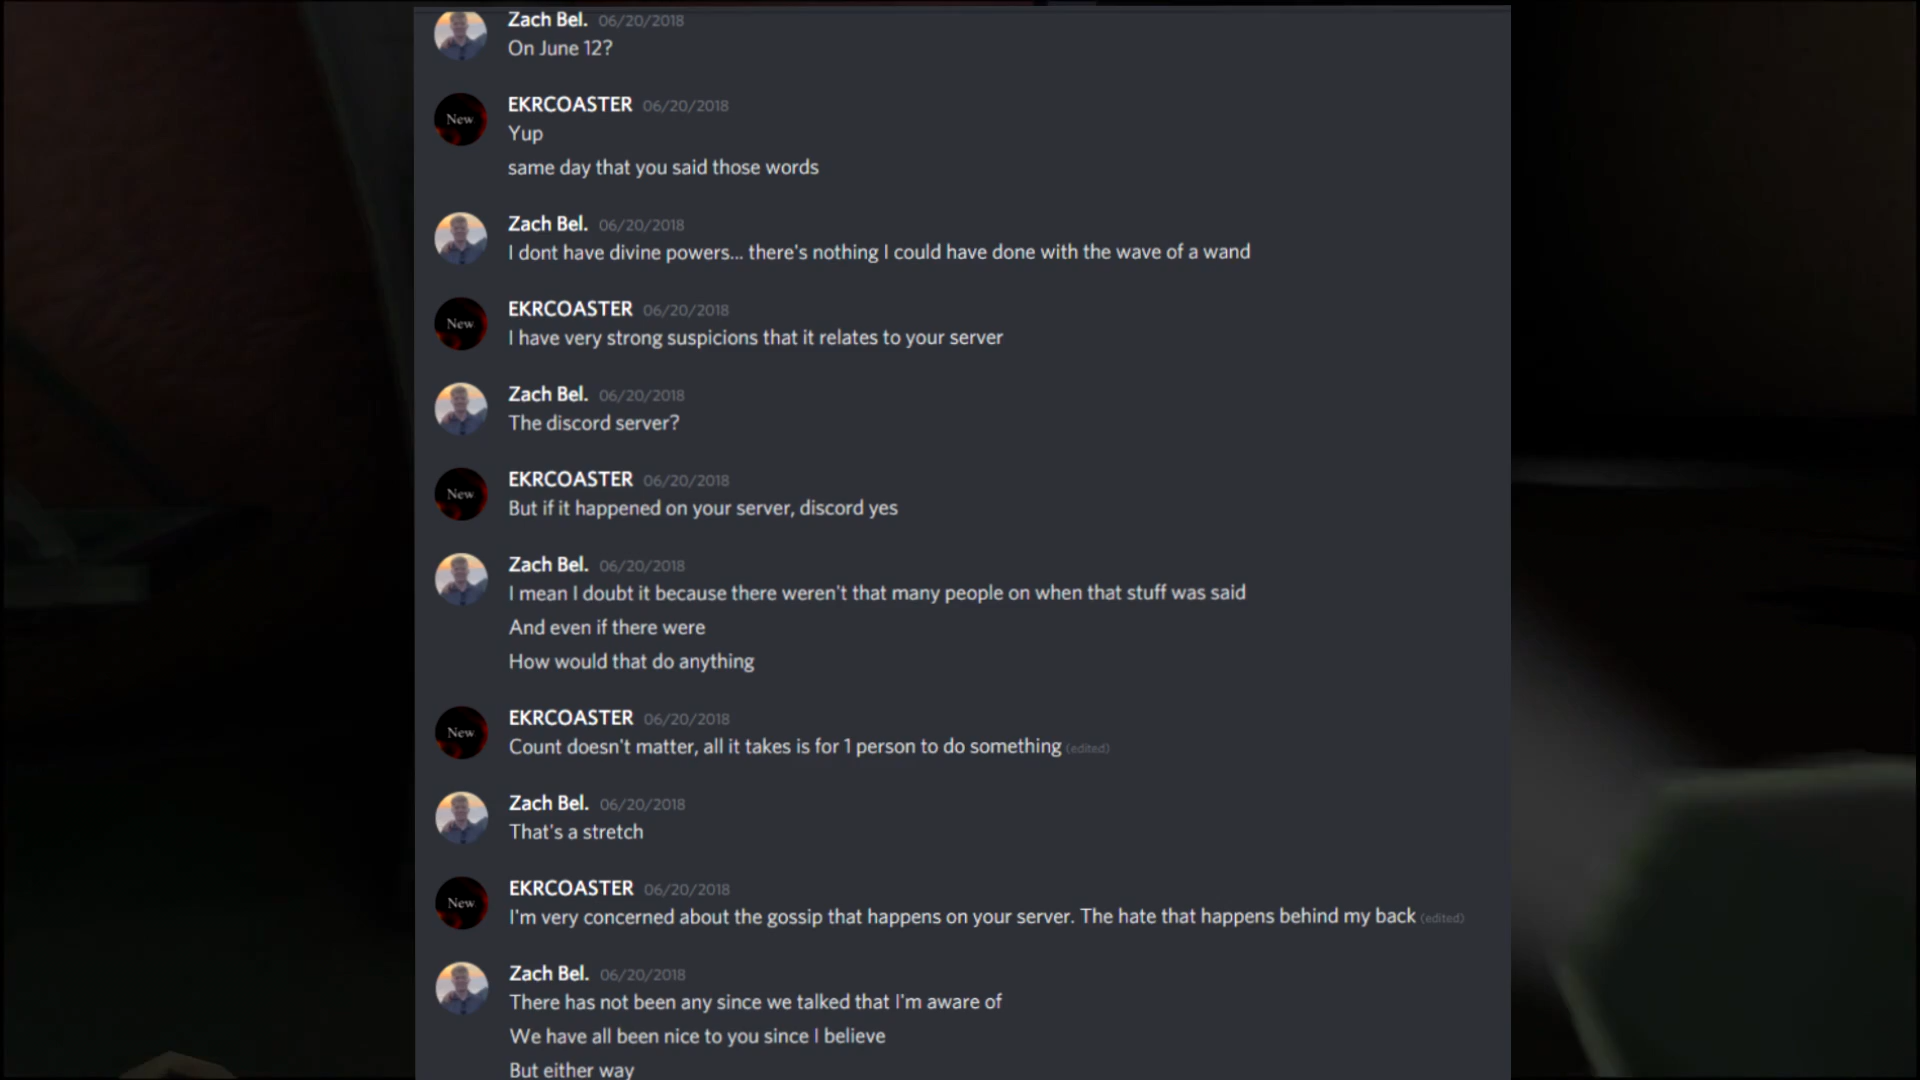 Zach Bel. 06/20/2018
On June 12?
New
EKRCOASTER 06/20/2018
Yup
same day that you said those words
Zach Bel. 06/20/2018
I dont have divine powers... there's nothing I could have done with the wave of a wand
New
EKRCOASTER 06/20/2018
I have very strong suspicions that it relates to your server
Zach Bel. 06/20/2018
The discord server?
New
EKRCOASTER 06/20/2018
But if it happened on your server, discord yes
Zach Bel. 06/20/2018
I mean I doubt it because there weren't that many people on when that stuff was said
And even if there were
How would that do anything
New
EKRCOASTER 06/20/2018
Count doesn't matter, all it takes is for 1 person to do something (edited)
Zach Bel. 06/20/2018
That's a stretch
New
EKRCOASTER 06/20/2018
I'm very concerned about the gossip that happens on your server. The hate that happens behind my back (edited)
Zach Bel. 06/20/2018
There has not been any since we talked that I'm aware of
We have all been nice to you since I believe
But either way